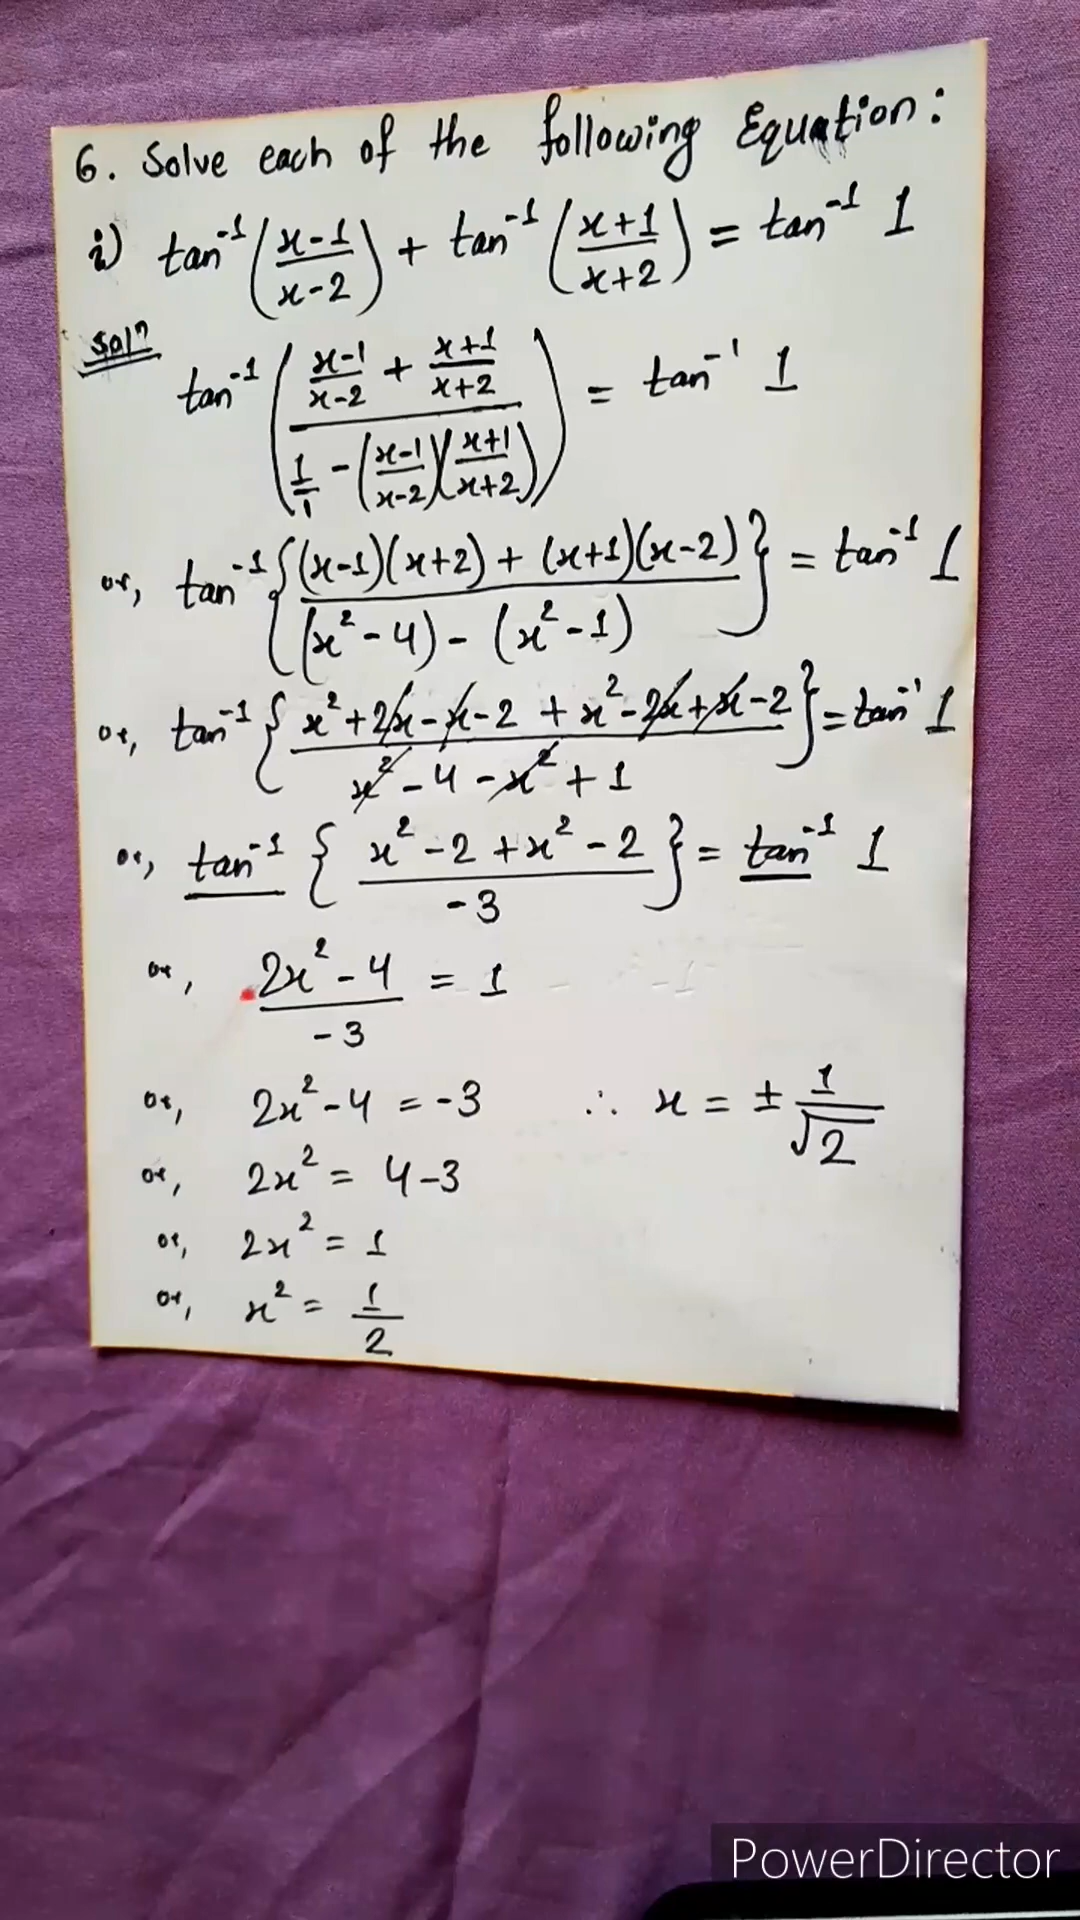 6. Solve each of the following Equation:
i) tan⁻¹((x-1)/(x-2)) + tan⁻¹((x+1)/(x+2)) = tan⁻¹ 1
Solⁿ
tan⁻¹(((x-1)/(x-2) + (x+1)/(x+2))/(1/1 - ((x-1)/(x-2))((x+1)/(x+2)))) = tan⁻¹ 1
or, tan⁻¹{((x-1)(x+2) + (x+1)(x-2))/((x²-4) - (x²-1))} = tan⁻¹ 1
or, tan⁻¹{(x²+2x-x-2 + x²-2x+x-2)/(x²-4-x²+1)} = tan⁻¹ 1
or, tan⁻¹{(x²-2+x²-2)/-3} = tan⁻¹ 1
or, (2x²-4)/-3 = 1
or, 2x²-4 = -3
or, 2x² = 4-3
or, 2x² = 1
or, x² = 1/2
∴ x = ± 1/√2
PowerDirector